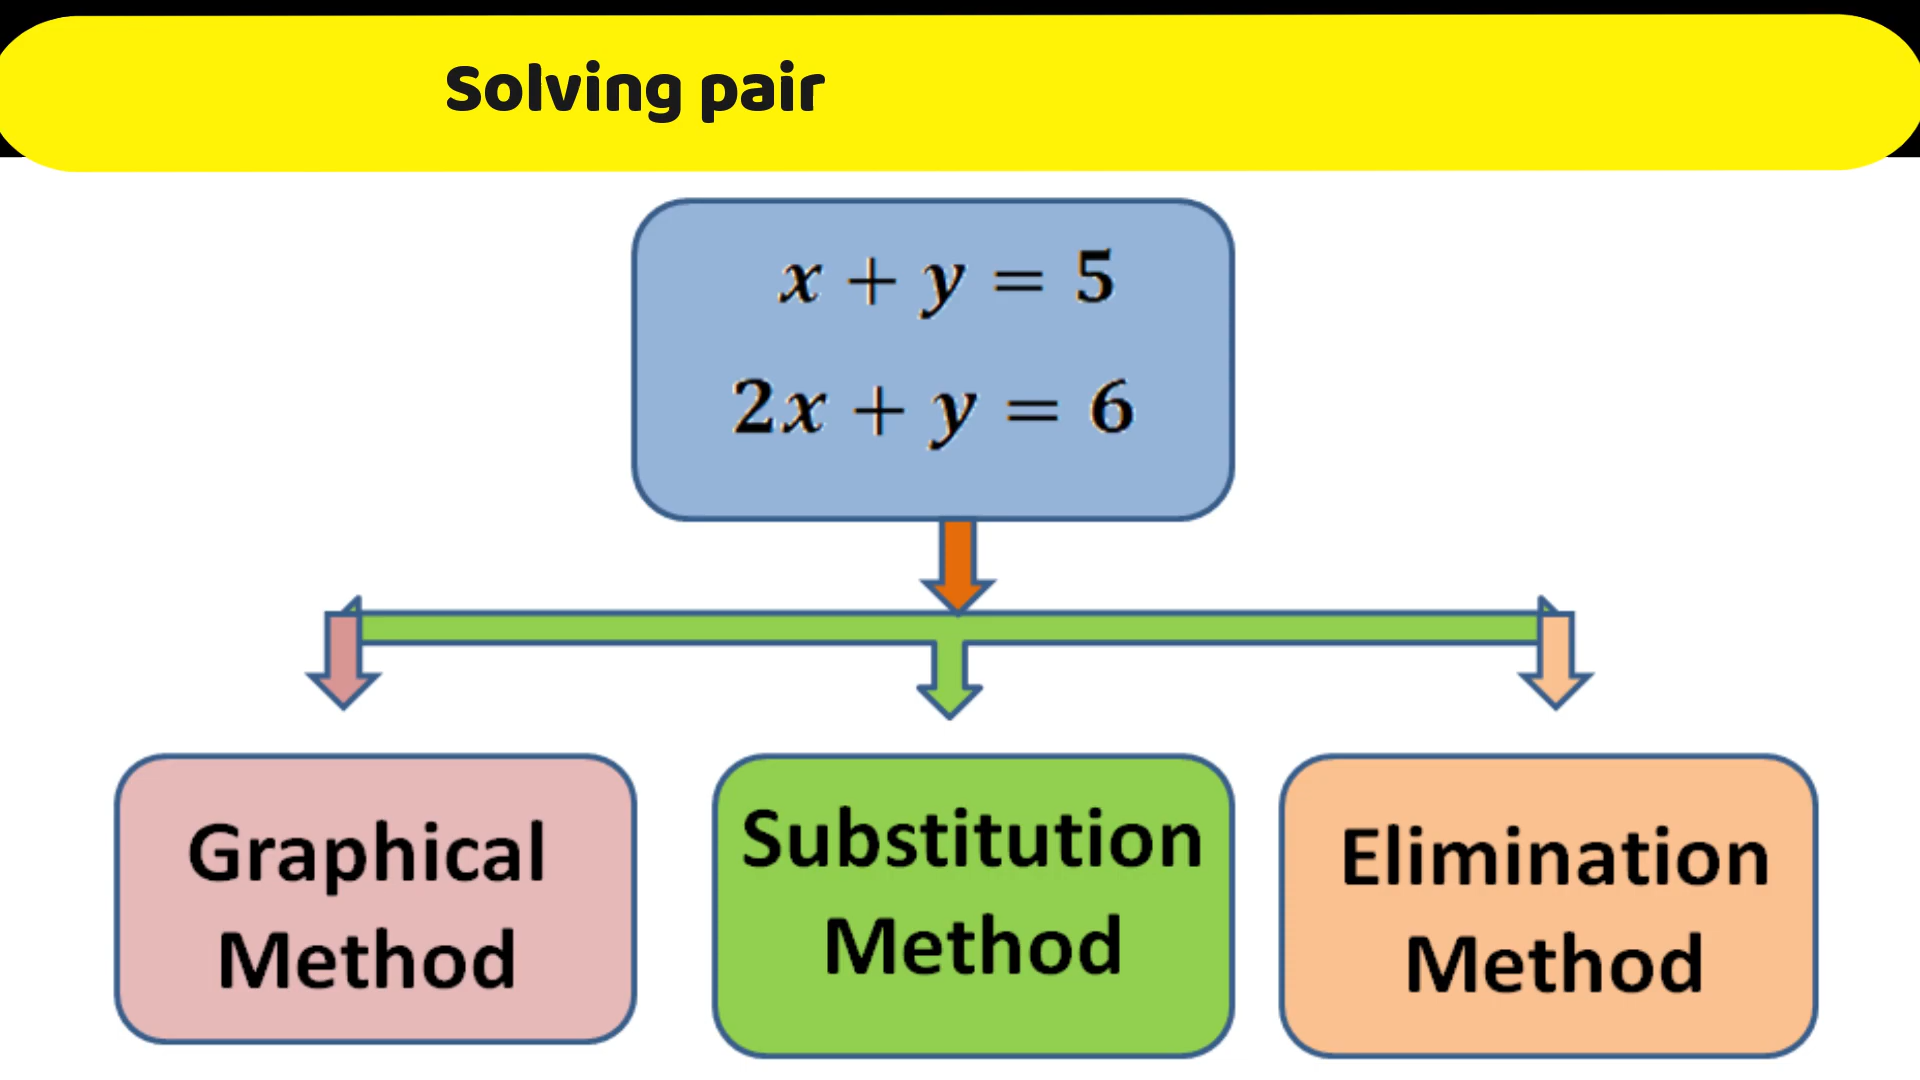 Solving pair
x + y = 5
2x + y = 6
Graphical
Method
Substitution
Method
Elimination
Method